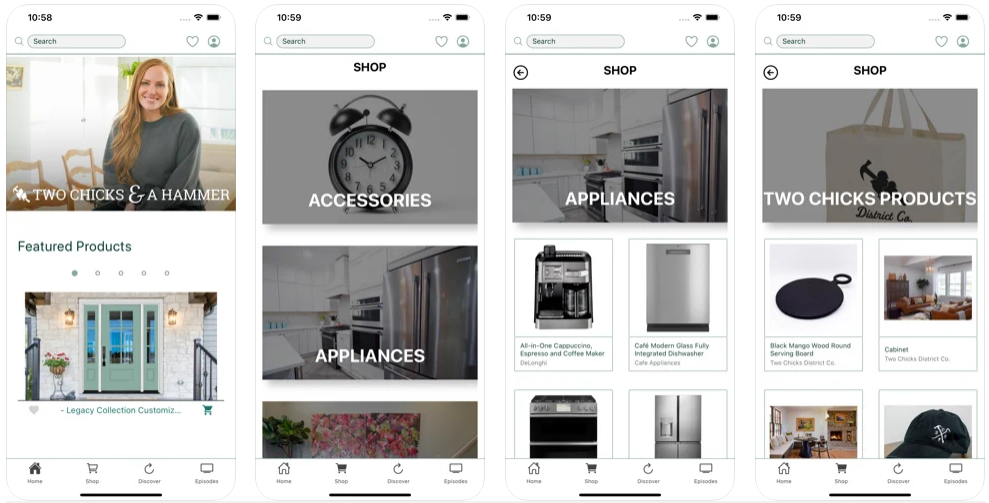 10:58
Search
TWO CHICKS & A HAMMER
Featured Products
- Legacy Collection Customiz...
Home
Shop
Discover
Episodes
10:59
Search
SHOP
ACCESSORIES
APPLIANCES
Home
Shop
Discover
Episodes
10:59
Search
SHOP
APPLIANCES
All-in-One Cappuccino,
Espresso and Coffee Maker
DeLonghi
Café Modern Glass Fully
Integrated Dishwasher
Cafe Appliances
Home
Shop
Discover
Episodes
10:59
Search
SHOP
TWO CHICKS PRODUCTS
District Co.
Black Mango Wood Round
Serving Board
Two Chicks District Co.
Cabinet
Two Chicks District Co.
Home
Shop
Discover
Episodes